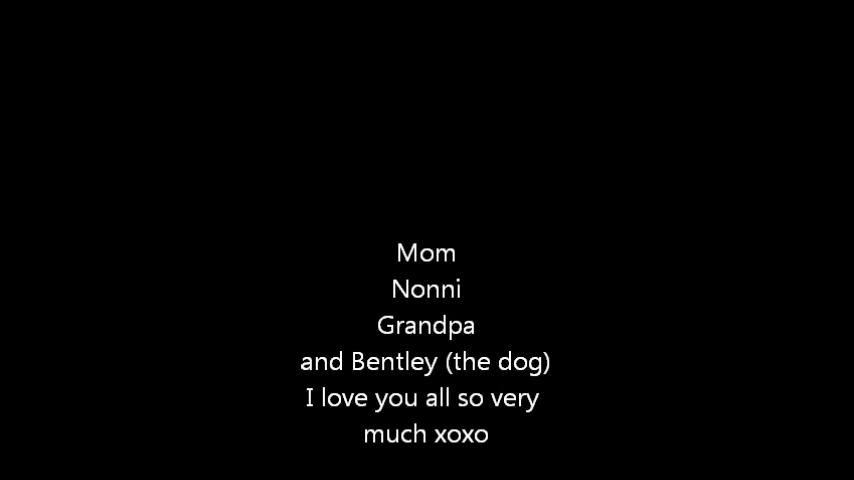 Mom
Nonni
Grandpa
and Bentley (the dog)
I love you all so very
much xoxo